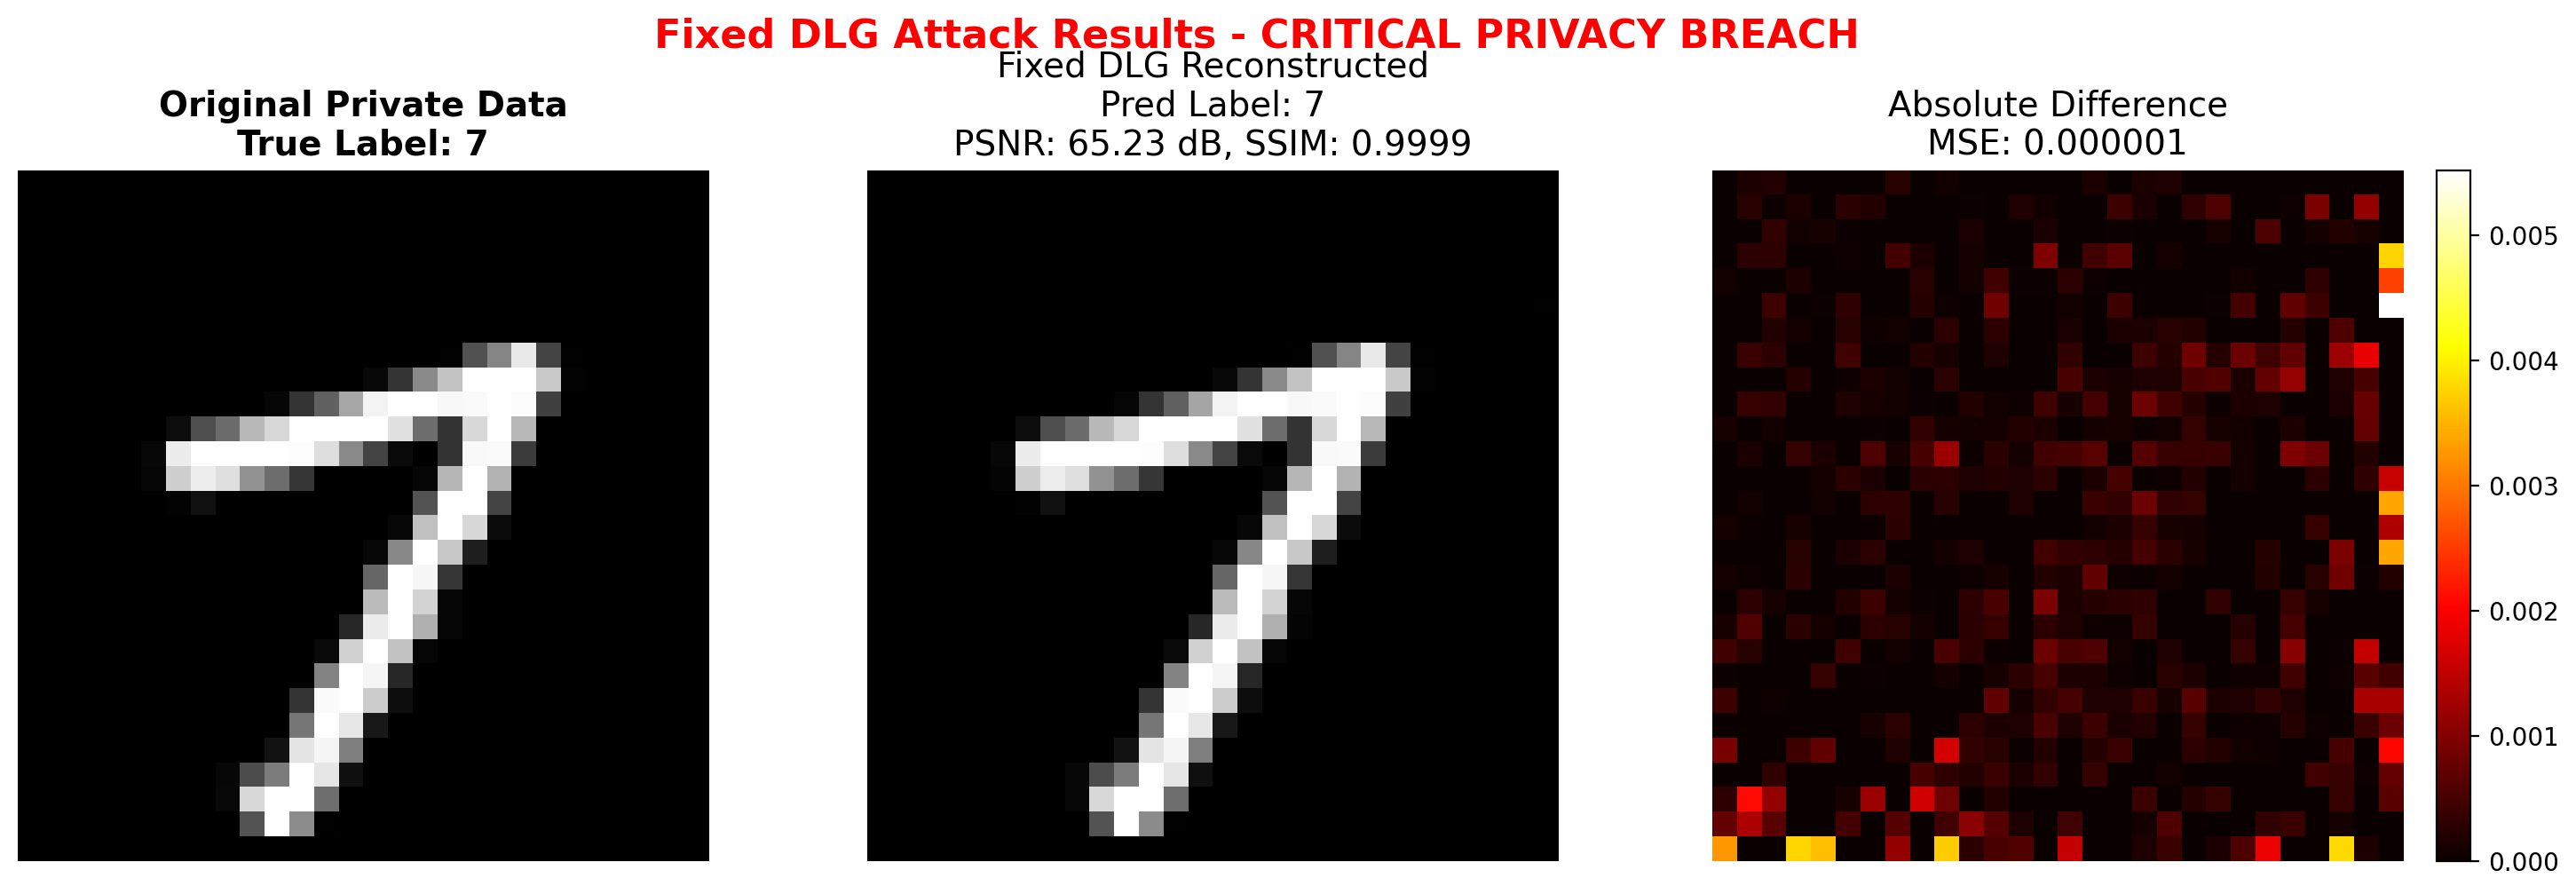 Fixed DLG Attack Results - CRITICAL PRIVACY BREACH
Original Private Data
True Label: 7
Fixed DLG Reconstructed
Pred Label: 7
PSNR: 65.23 dB, SSIM: 0.9999
Absolute Difference
MSE: 0.000001
7
7
0.005
0.004
0.003
0.002
0.001
0.000